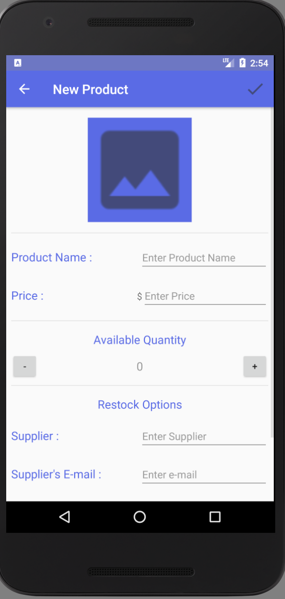 LTE 2:54
New Product
Product Name : Enter Product Name
Price : $ Enter Price
Available Quantity
- 0 +
Restock Options
Supplier : Enter Supplier
Supplier's E-mail : Enter e-mail